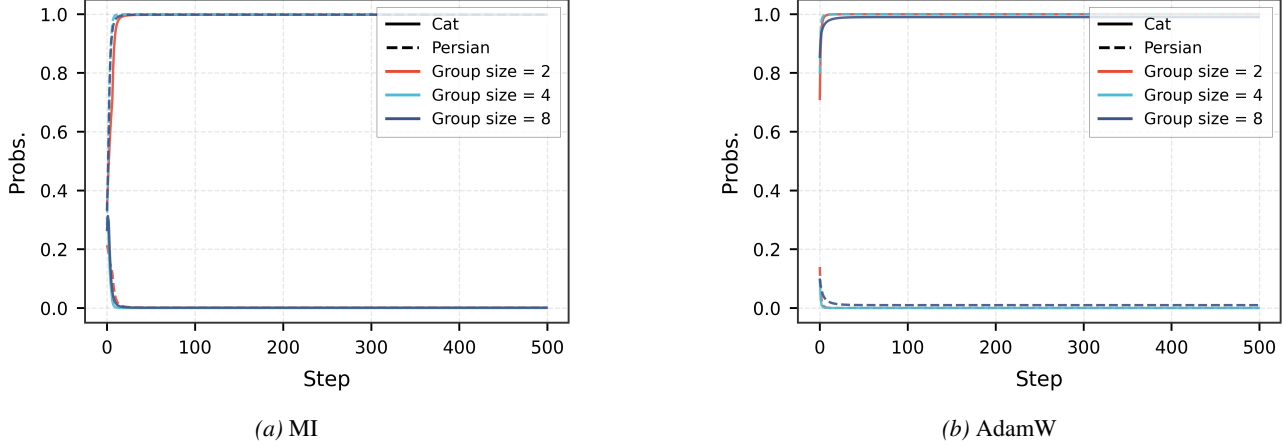 Probs.
1.0
0.8
0.6
0.4
0.2
0.0
Cat
Persian
Group size = 2
Group size = 4
Group size = 8
0 100 200 300 400 500
Step
(a) MI
Probs.
1.0
0.8
0.6
0.4
0.2
0.0
Cat
Persian
Group size = 2
Group size = 4
Group size = 8
0 100 200 300 400 500
Step
(b) AdamW